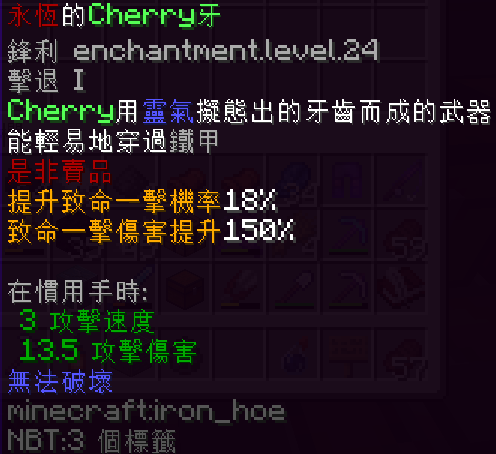 永恆的Cherry牙
鋒利 enchantment.level.24
擊退 I
Cherry用靈氣擬態出的牙齒而成的武器
能輕易地穿過鐵甲
是非賣品
提升致命一擊機率18%
致命一擊傷害提升150%
在慣用手時:
3 攻擊速度
13.5 攻擊傷害
無法破壞
minecraft:iron_hoe
NBT:3 個標籤
59
57